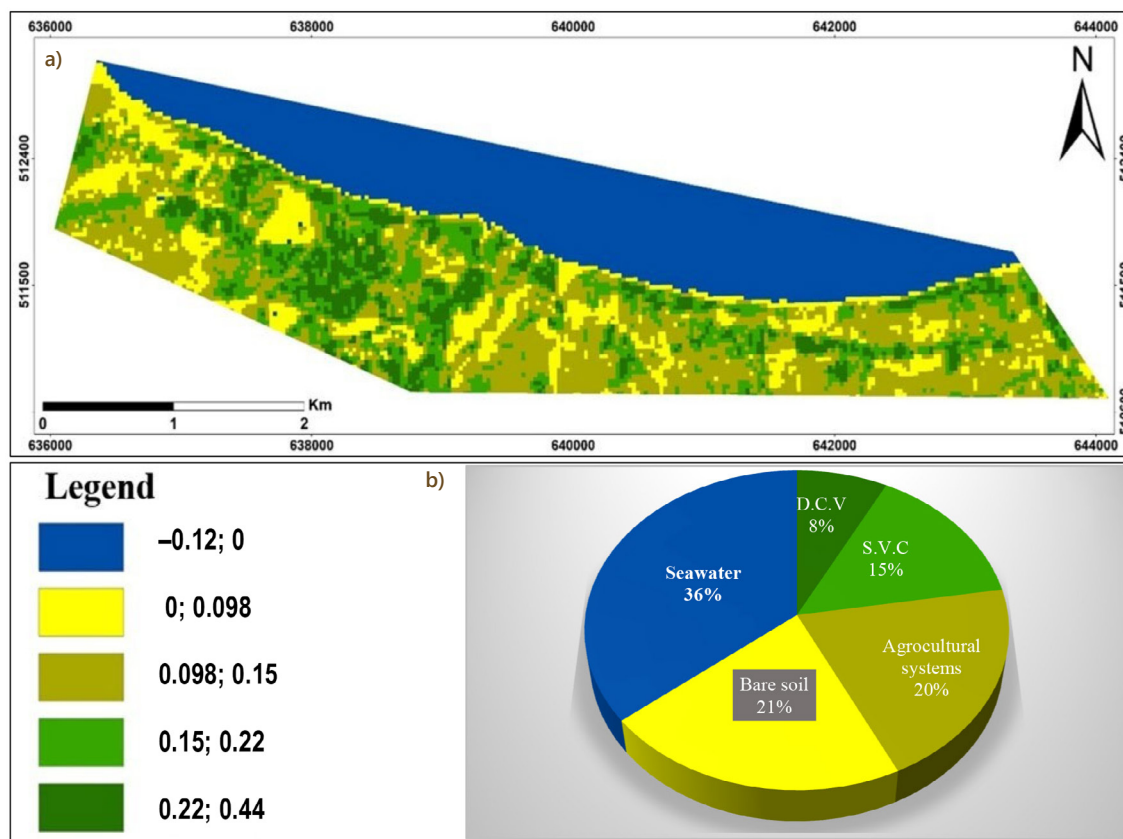 636000 638000 640000 642000 644000
a)
N
512400
511500
511500
Km
0 1 2
636000 638000 640000 642000 644000
Legend
–0.12; 0
0; 0.098
0.098; 0.15
0.15; 0.22
0.22; 0.44
b)
D.C.V
8%
S.V.C
15%
Seawater
36%
Agrocultural
systems
20%
Bare soil
21%